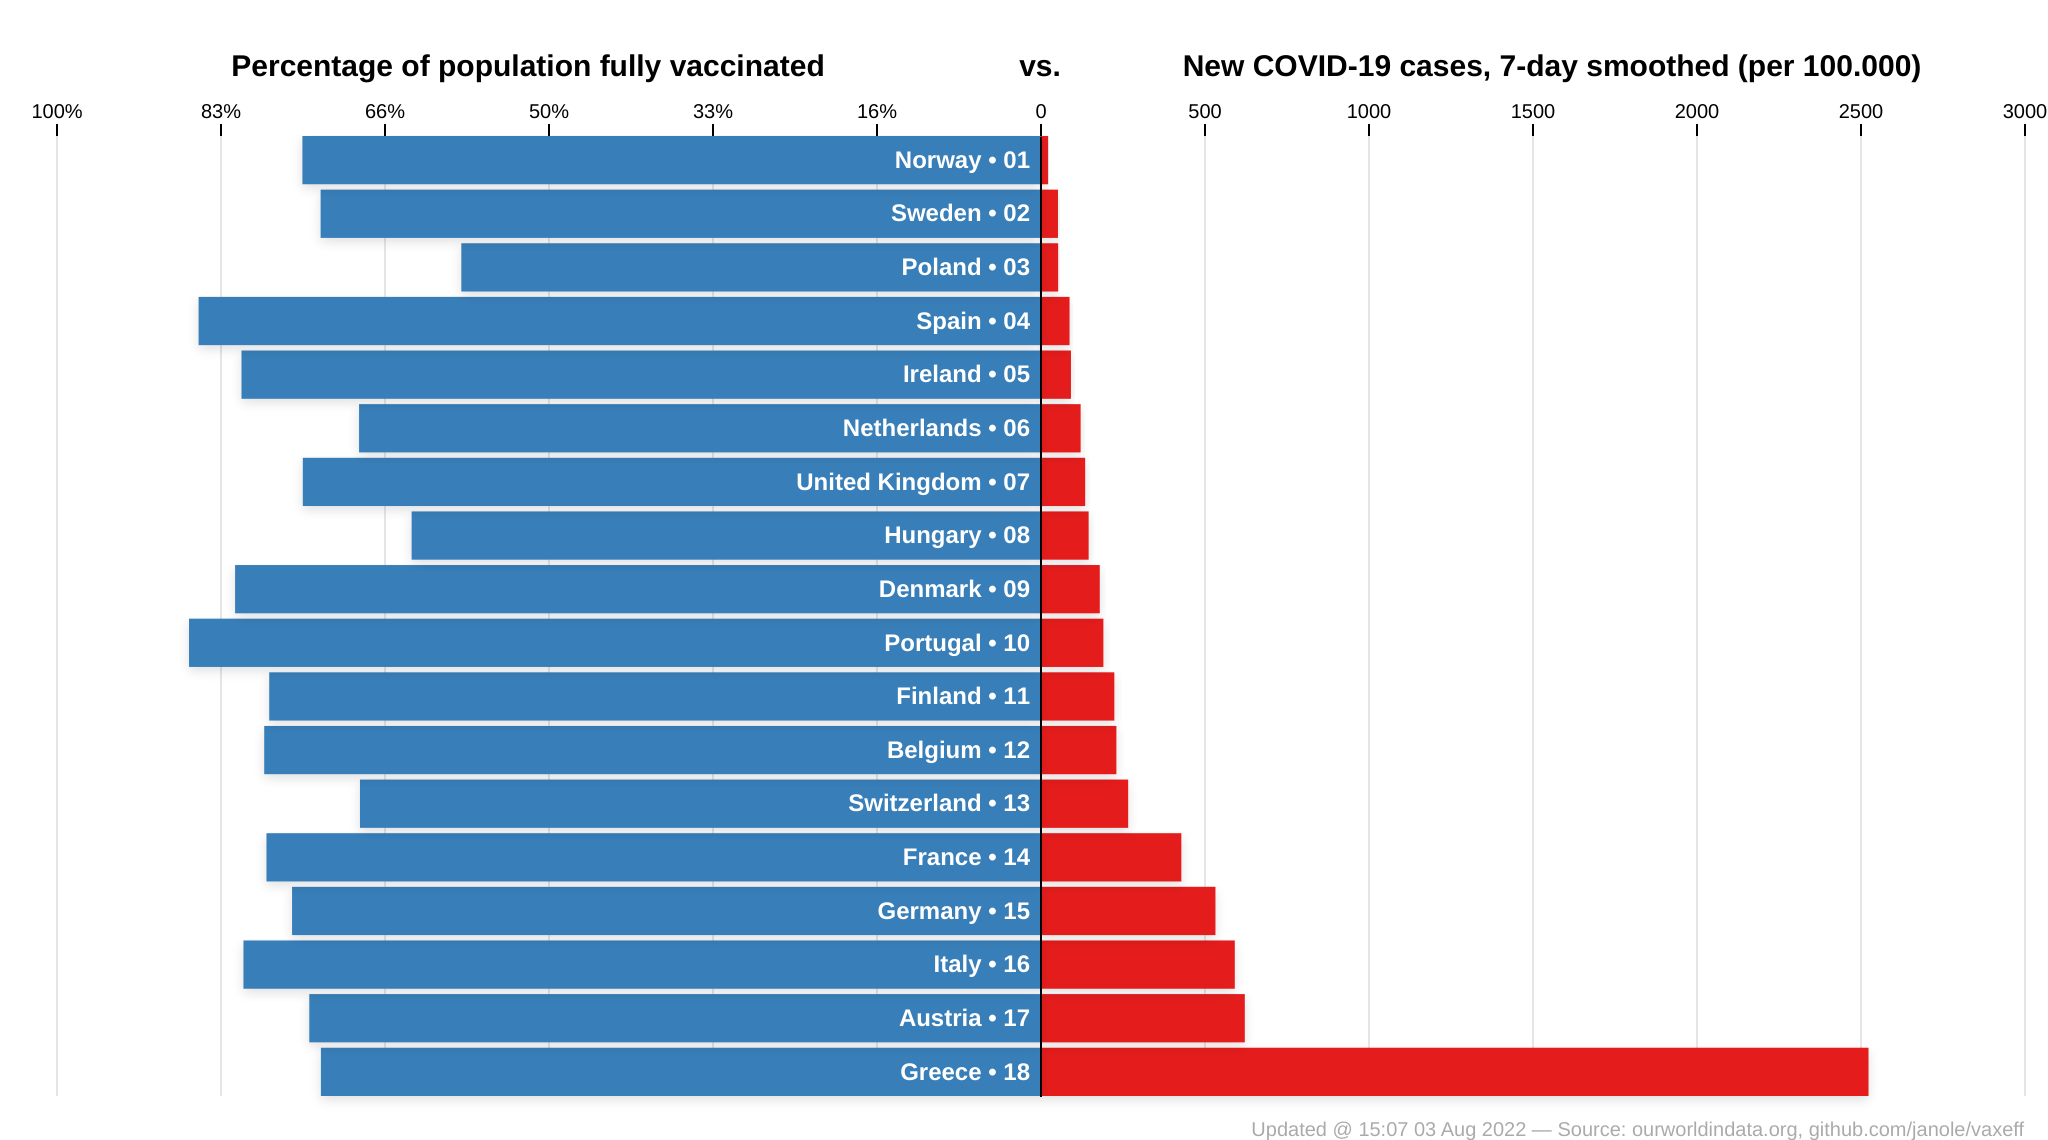 Percentage of population fully vaccinated vs. New COVID-19 cases, 7-day smoothed (per 100.000)
100% 83% 66% 50% 33% 16% 0 500 1000 1500 2000 2500 3000
Norway • 01
Sweden • 02
Poland • 03
Spain • 04
Ireland • 05
Netherlands • 06
United Kingdom • 07
Hungary • 08
Denmark • 09
Portugal • 10
Finland • 11
Belgium • 12
Switzerland • 13
France • 14
Germany • 15
Italy • 16
Austria • 17
Greece • 18
Updated @ 15:07 03 Aug 2022 — Source: ourworldindata.org, github.com/janole/vaxeff